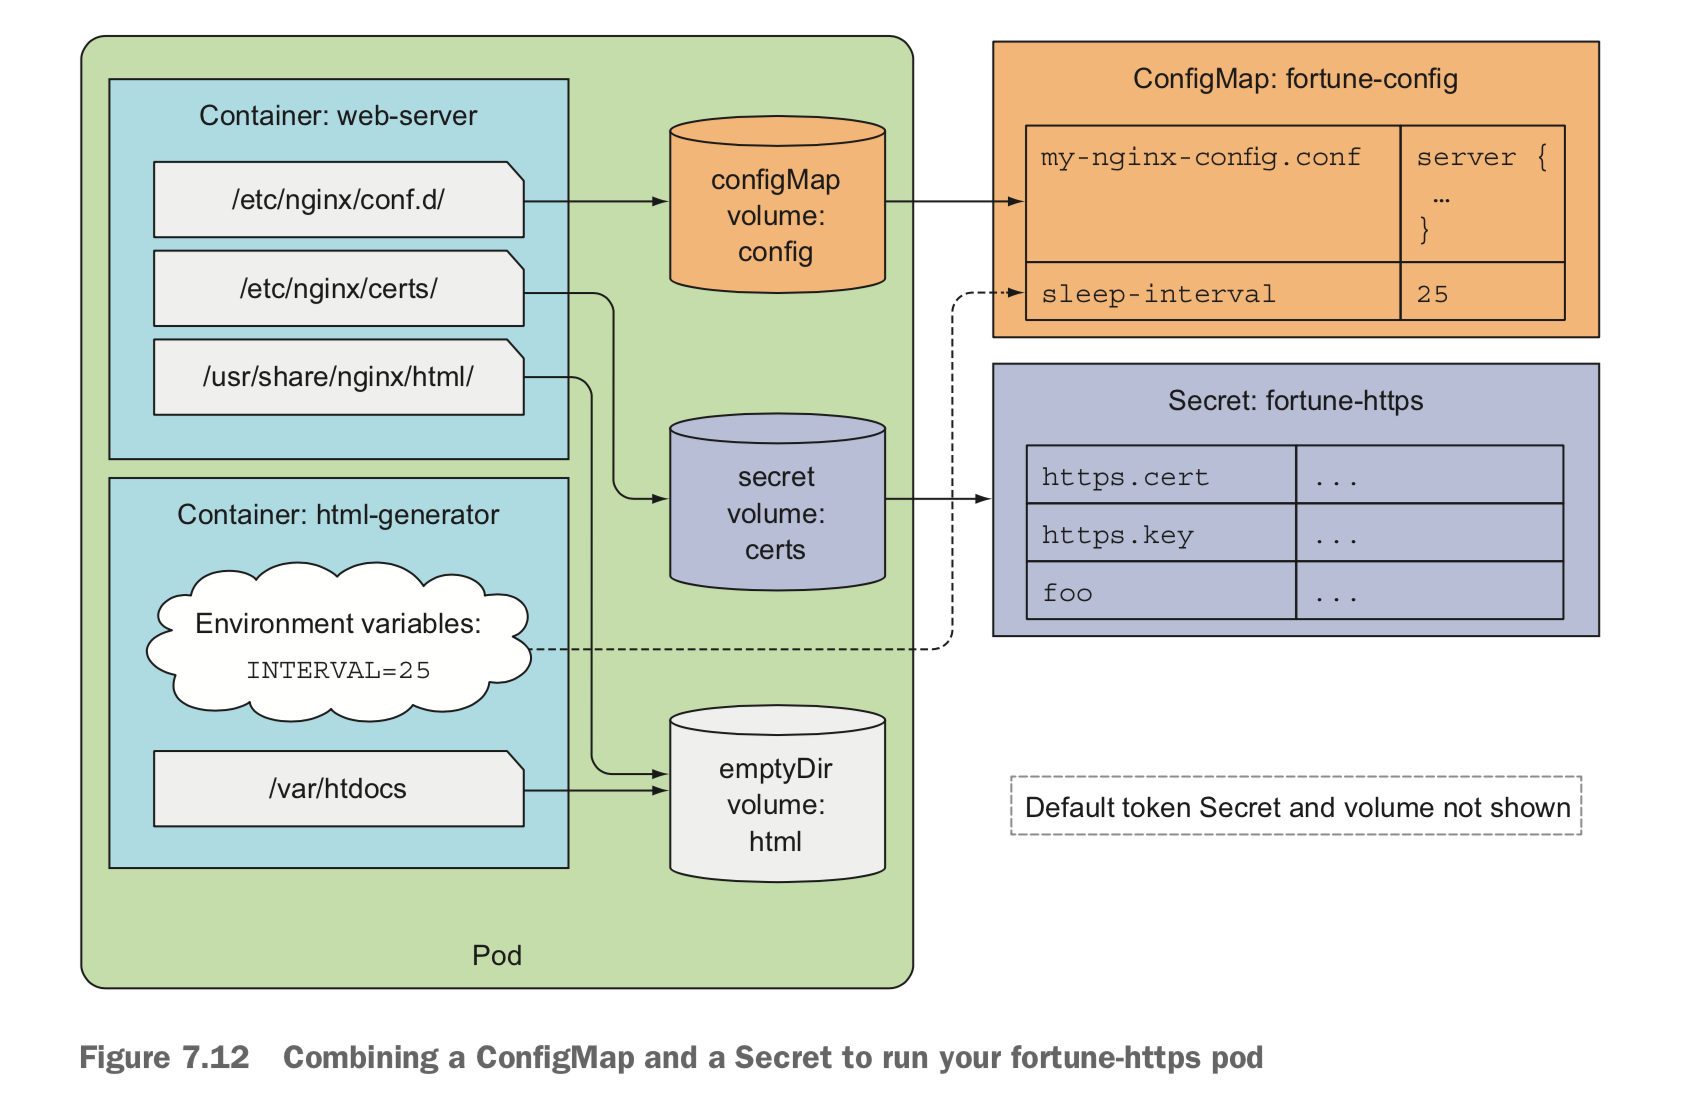 Container: web-server
/etc/nginx/conf.d/
/etc/nginx/certs/
/usr/share/nginx/html/
Container: html-generator
Environment variables:
INTERVAL=25
/var/htdocs
configMap
volume:
config
secret
volume:
certs
emptyDir
volume:
html
Pod
ConfigMap: fortune-config
my-nginx-config.conf
server {
…
}
sleep-interval
25
Secret: fortune-https
https.cert
...
https.key
...
foo
...
Default token Secret and volume not shown
Figure 7.12 Combining a ConfigMap and a Secret to run your fortune-https pod